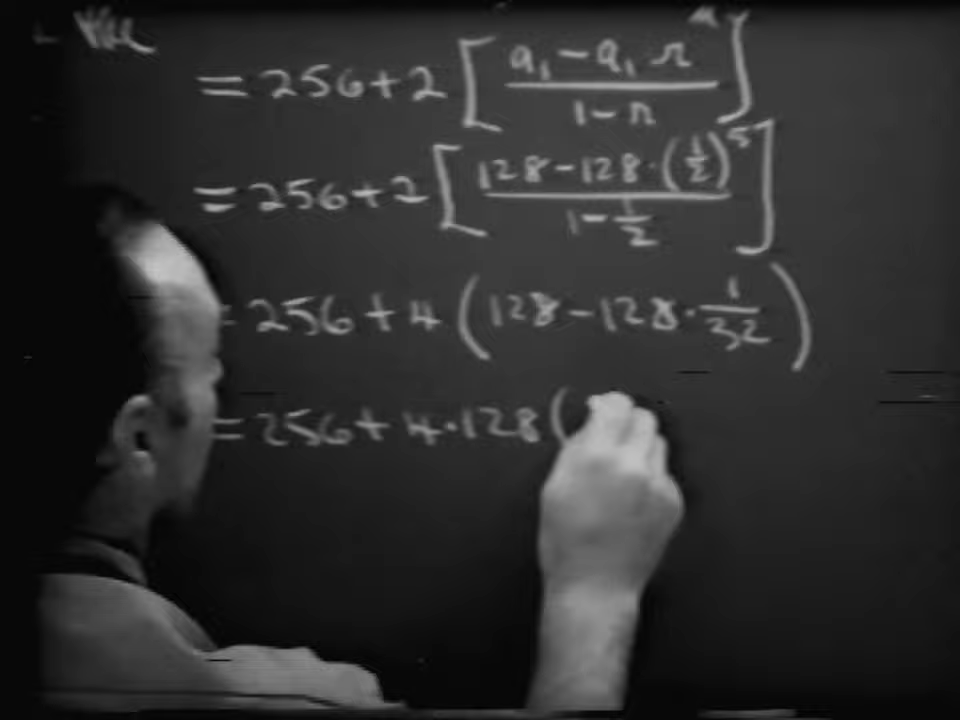 = 256 + 2 [ (a₁ - a₁ r^n) / (1 - r) ]
= 256 + 2 [ (128 - 128 · (1/2)^5) / (1 - 1/2) ]
= 256 + 4 ( 128 - 128 · 1/32 )
= 256 + 4 · 128 (